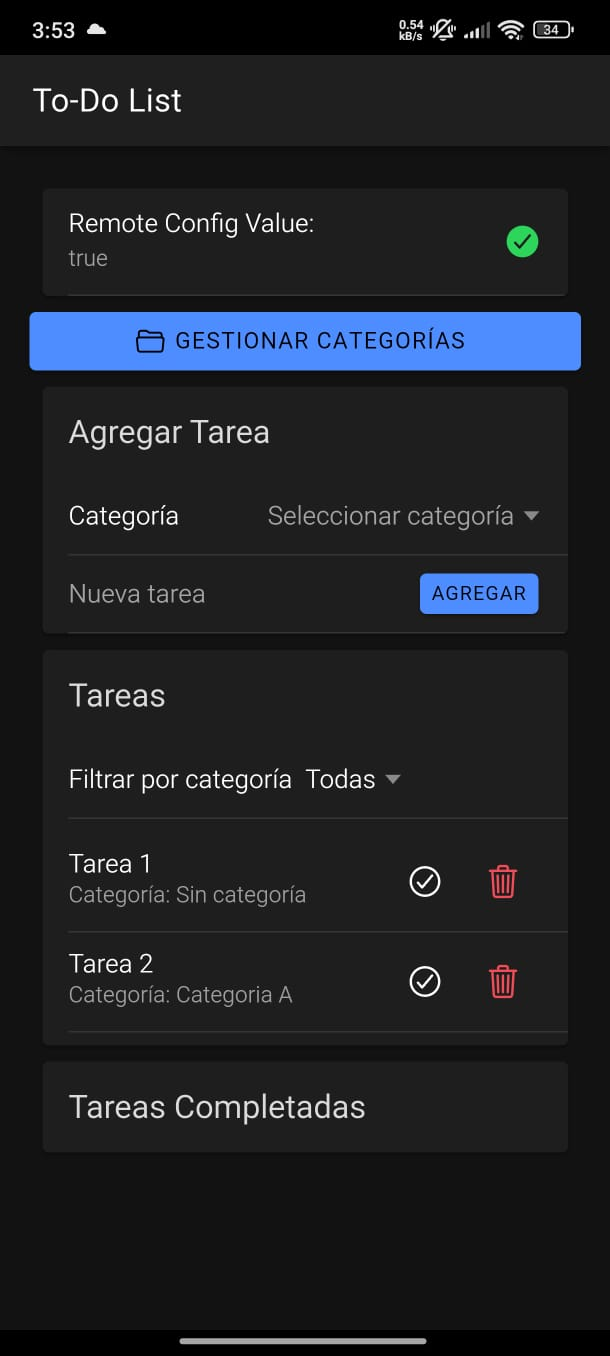 3:53
0.54
kB/s
34
To-Do List
Remote Config Value:
true
GESTIONAR CATEGORÍAS
Agregar Tarea
Categoría Seleccionar categoría
Nueva tarea AGREGAR
Tareas
Filtrar por categoría Todas
Tarea 1
Categoría: Sin categoría
Tarea 2
Categoría: Categoria A
Tareas Completadas